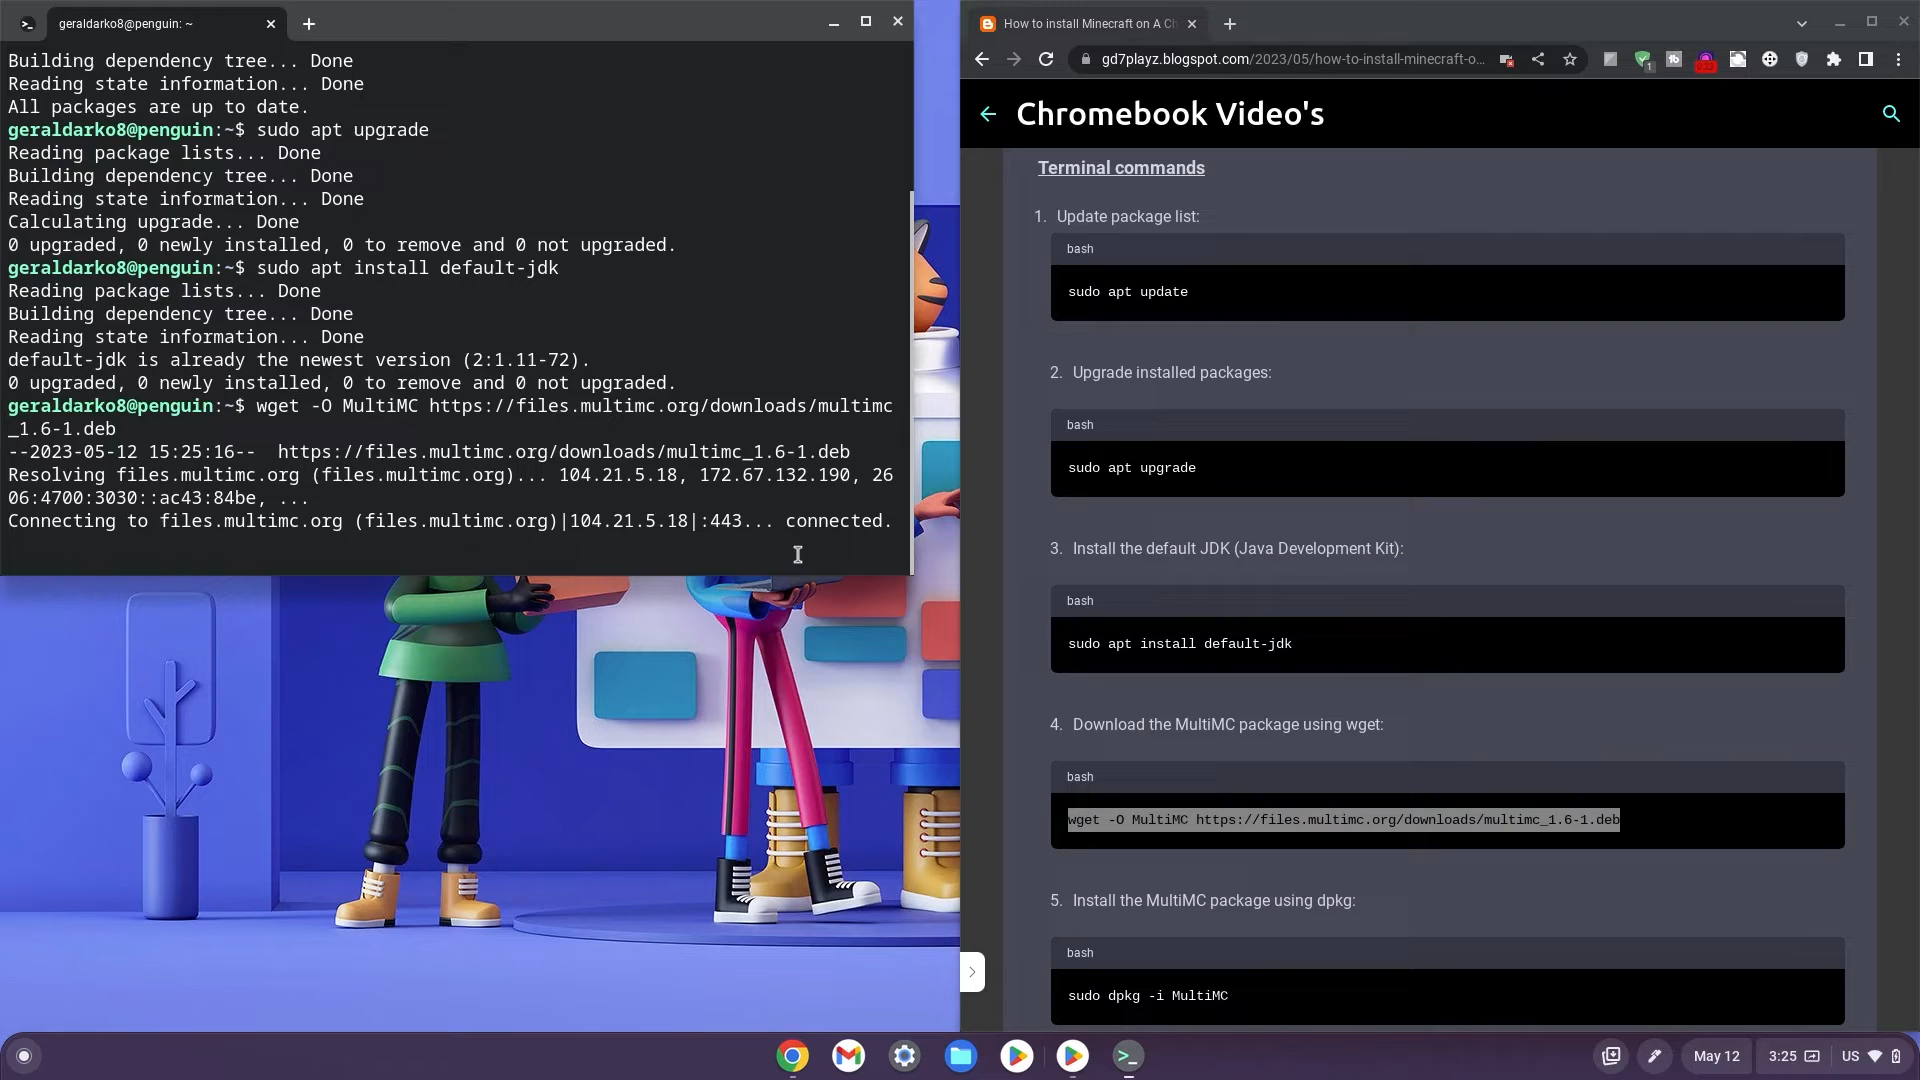 geraldarko8@penguin: ~
Building dependency tree... Done
Reading state information... Done
All packages are up to date.
geraldarko8@penguin:~$ sudo apt upgrade
Reading package lists... Done
Building dependency tree... Done
Reading state information... Done
Calculating upgrade... Done
0 upgraded, 0 newly installed, 0 to remove and 0 not upgraded.
geraldarko8@penguin:~$ sudo apt install default-jdk
Reading package lists... Done
Building dependency tree... Done
Reading state information... Done
default-jdk is already the newest version (2:1.11-72).
0 upgraded, 0 newly installed, 0 to remove and 0 not upgraded.
geraldarko8@penguin:~$ wget -O MultiMC https://files.multimc.org/downloads/multimc
_1.6-1.deb
--2023-05-12 15:25:16--  https://files.multimc.org/downloads/multimc_1.6-1.deb
Resolving files.multimc.org (files.multimc.org)... 104.21.5.18, 172.67.132.190, 26
06:4700:3030::ac43:84be, ...
Connecting to files.multimc.org (files.multimc.org)|104.21.5.18|:443... connected.
How to install Minecraft on A Ch
gd7playz.blogspot.com/2023/05/how-to-install-minecraft-o...
Chromebook Video's
Terminal commands
1. Update package list:
bash
sudo apt update
2. Upgrade installed packages:
bash
sudo apt upgrade
3. Install the default JDK (Java Development Kit):
bash
sudo apt install default-jdk
4. Download the MultiMC package using wget:
bash
wget -O MultiMC https://files.multimc.org/downloads/multimc_1.6-1.deb
5. Install the MultiMC package using dpkg:
bash
sudo dpkg -i MultiMC
May 12
3:25
US